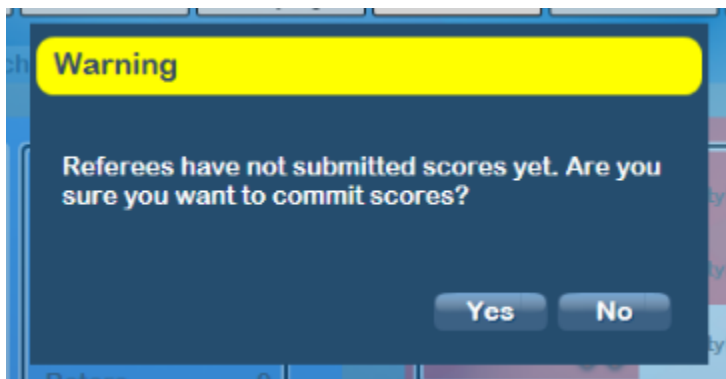 Warning
Referees have not submitted scores yet. Are you
sure you want to commit scores?
Yes No